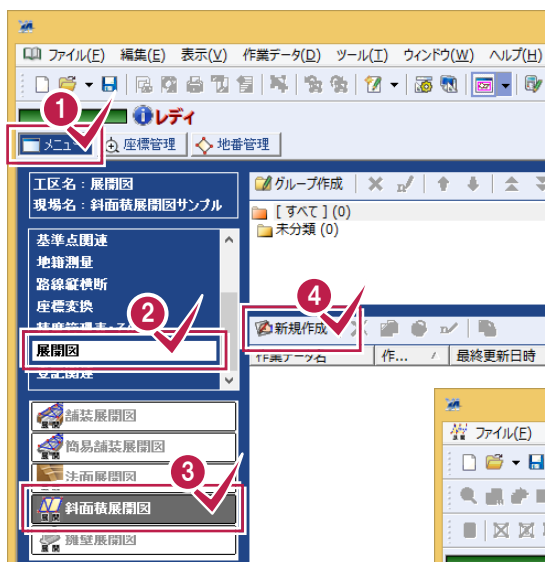 ファイル(F) 編集(E) 表示(V) 作業データ(D) ツール(T) ウィンドウ(W) ヘルプ(H)
レディ
1
メニュー 座標管理 地番管理
工区名：展開図
現場名：斜面積展開図サンプル
グループ作成
[ すべて ] (0)
未分類 (0)
基準点関連
地籍測量
路線縦横断
座標変換
2
展開図
4
新規作成
作業データ名 作... 最終更新日時
登記関連
舗装展開図
簡易舗装展開図
法面展開図
3
斜面積展開図
擁壁展開図
ファイル(F)